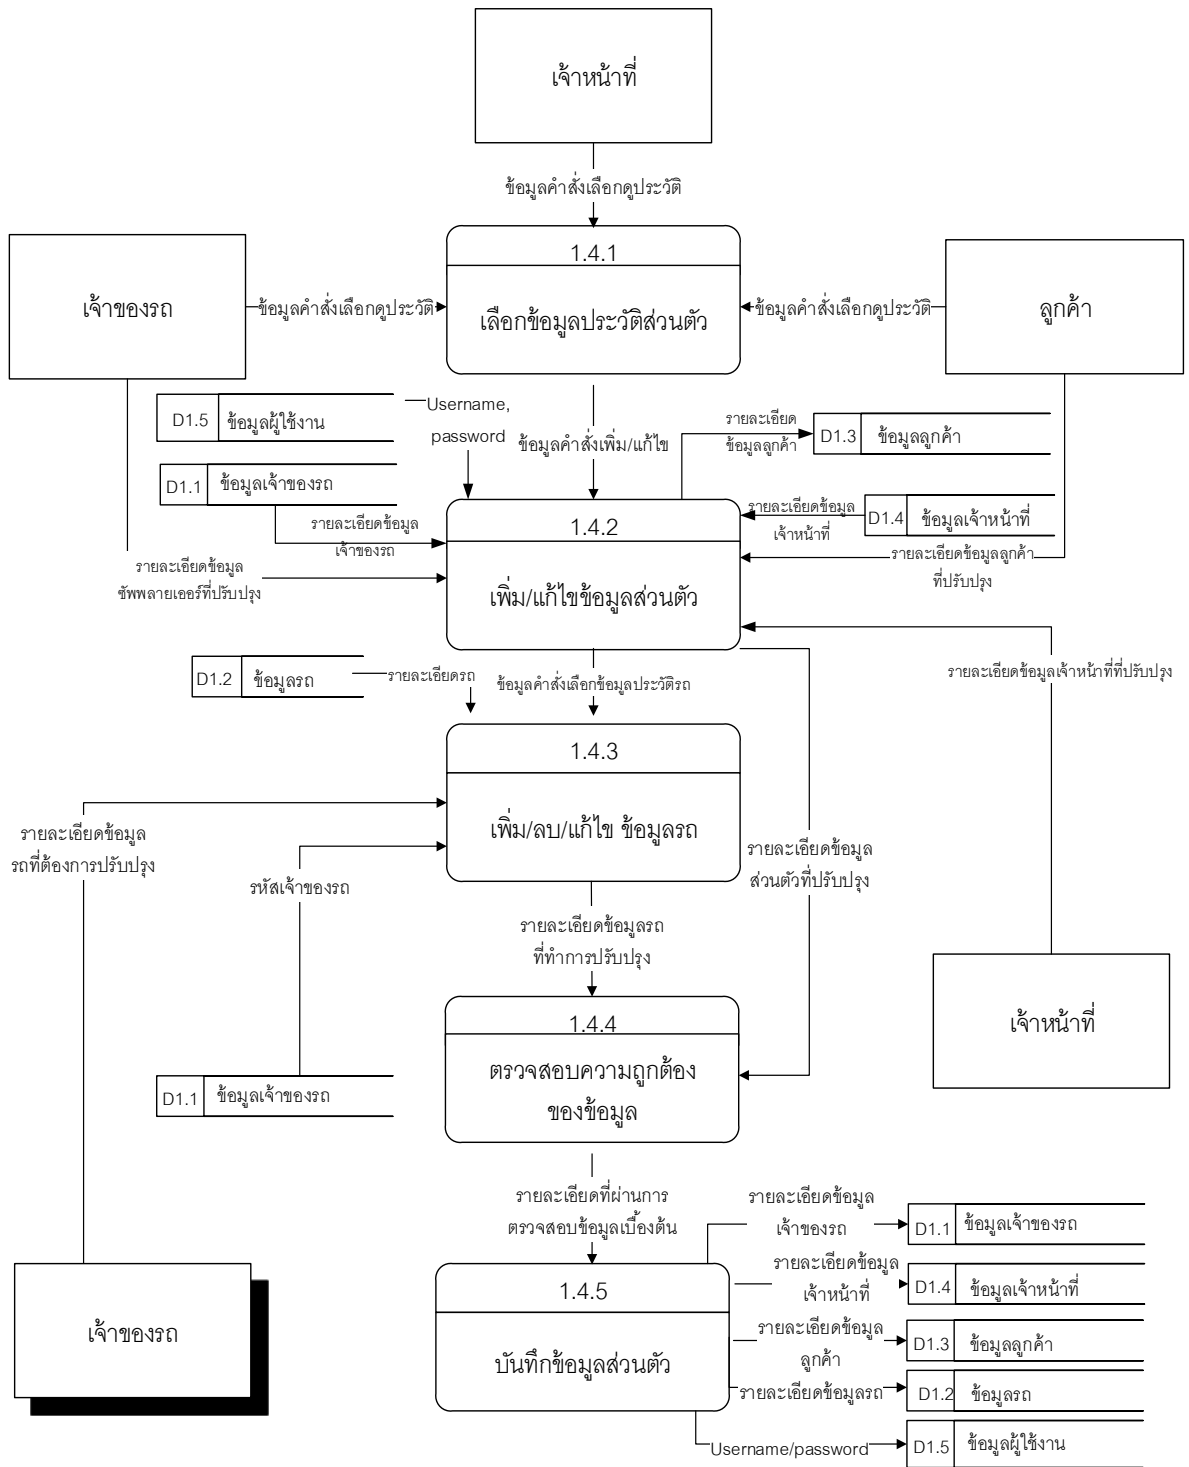 เจ้าหน้าที่
ข้อมูลคำสั่งเลือกดูประวัติ
1.4.1
เลือกข้อมูลประวัติส่วนตัว
เจ้าของรถ
ข้อมูลคำสั่งเลือกดูประวัติ
ข้อมูลคำสั่งเลือกดูประวัติ
ลูกค้า
D1.5 ข้อมูลผู้ใช้งาน
Username,
password
ข้อมูลคำสั่งเพิ่ม/แก้ไข
รายละเอียด
ข้อมูลลูกค้า
D1.3 ข้อมูลลูกค้า
D1.1 ข้อมูลเจ้าของรถ
รายละเอียดข้อมูล
เจ้าของรถ
1.4.2
เพิ่ม/แก้ไขข้อมูลส่วนตัว
รายละเอียดข้อมูล
เจ้าหน้าที่
D1.4 ข้อมูลเจ้าหน้าที่
รายละเอียดข้อมูลลูกค้า
ที่ปรับปรุง
รายละเอียดข้อมูล
ซัพพลายเออร์ที่ปรับปรุง
D1.2 ข้อมูลรถ
รายละเอียดรถ
ข้อมูลคำสั่งเลือกข้อมูลประวัติรถ
รายละเอียดข้อมูลเจ้าหน้าที่ที่ปรับปรุง
1.4.3
เพิ่ม/ลบ/แก้ไข ข้อมูลรถ
รายละเอียดข้อมูล
รถที่ต้องการปรับปรุง
รหัสเจ้าของรถ
รายละเอียดข้อมูล
ส่วนตัวที่ปรับปรุง
รายละเอียดข้อมูลรถ
ที่ทำการปรับปรุง
เจ้าหน้าที่
1.4.4
ตรวจสอบความถูกต้อง
ของข้อมูล
D1.1 ข้อมูลเจ้าของรถ
รายละเอียดที่ผ่านการ
ตรวจสอบข้อมูลเบื้องต้น
รายละเอียดข้อมูล
เจ้าของรถ
D1.1 ข้อมูลเจ้าของรถ
1.4.5
บันทึกข้อมูลส่วนตัว
รายละเอียดข้อมูล
เจ้าหน้าที่
D1.4 ข้อมูลเจ้าหน้าที่
เจ้าของรถ
รายละเอียดข้อมูล
ลูกค้า
D1.3 ข้อมูลลูกค้า
รายละเอียดข้อมูลรถ
D1.2 ข้อมูลรถ
Username/password
D1.5 ข้อมูลผู้ใช้งาน